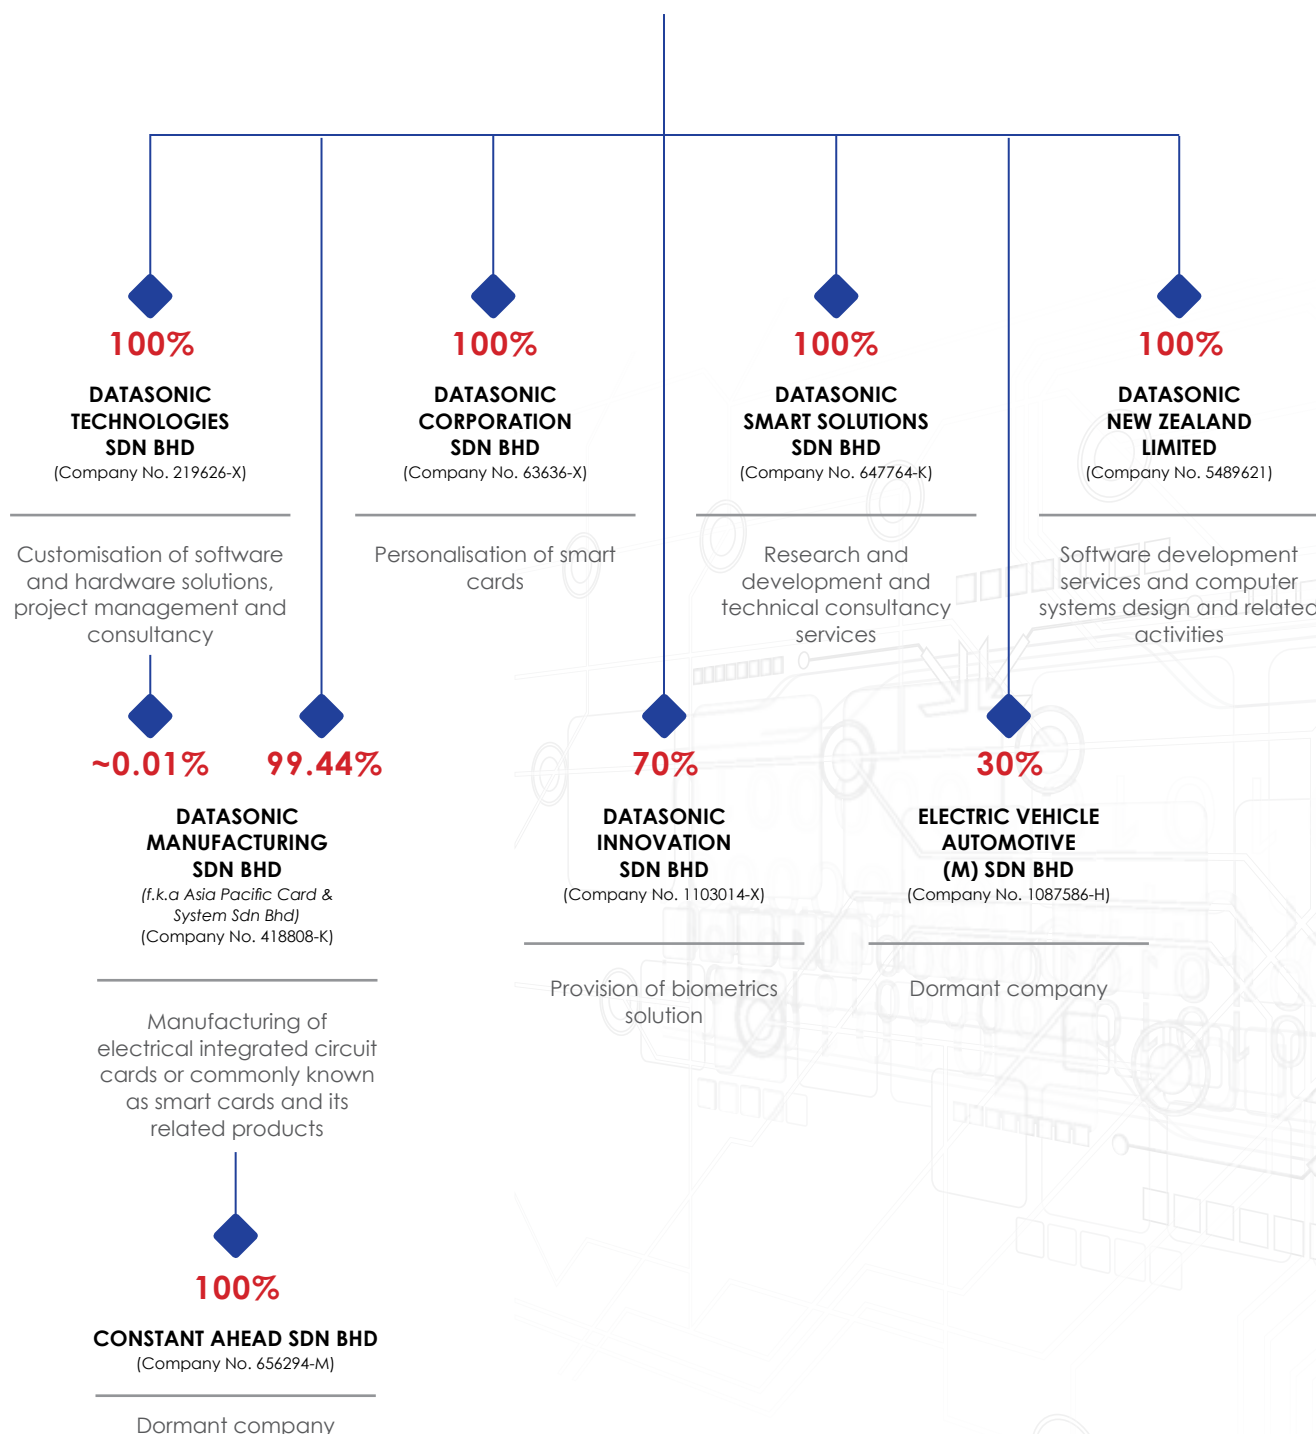 100%
DATASONIC
TECHNOLOGIES
SDN BHD
(Company No. 219626-X)
Customisation of software
and hardware solutions,
project management and
consultancy
100%
DATASONIC
CORPORATION
SDN BHD
(Company No. 63636-X)
Personalisation of smart
cards
100%
DATASONIC
SMART SOLUTIONS
SDN BHD
(Company No. 647764-K)
Research and
development and
technical consultancy
services
100%
DATASONIC
NEW ZEALAND
LIMITED
(Company No. 5489621)
Software development
services and computer
systems design and related
activities
~0.01%
99.44%
DATASONIC
MANUFACTURING
SDN BHD
(f.k.a Asia Pacific Card &
System Sdn Bhd)
(Company No. 418808-K)
Manufacturing of
electrical integrated circuit
cards or commonly known
as smart cards and its
related products
70%
DATASONIC
INNOVATION
SDN BHD
(Company No. 1103014-X)
Provision of biometrics
solution
30%
ELECTRIC VEHICLE
AUTOMOTIVE
(M) SDN BHD
(Company No. 1087586-H)
Dormant company
100%
CONSTANT AHEAD SDN BHD
(Company No. 656294-M)
Dormant company